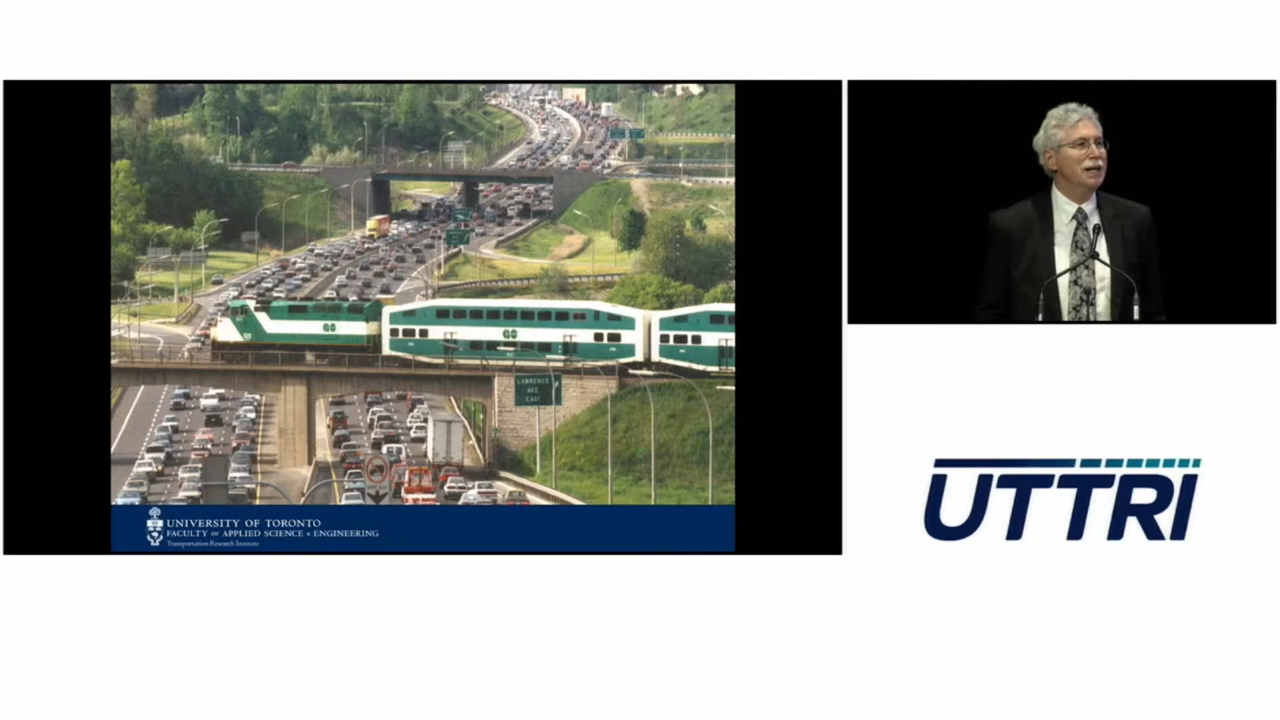 GO
GO
LAWRENCE
AVE.
EAST
UNIVERSITY OF TORONTO
FACULTY OF APPLIED SCIENCE & ENGINEERING
Transportation Research Institute
UTTRI